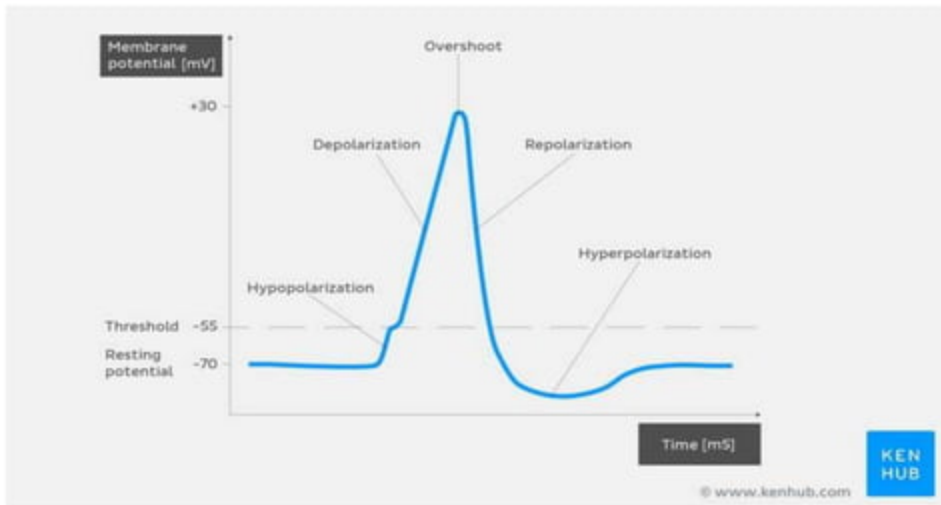 Membrane
potential [mV]
Overshoot
+30
Depolarization
Repolarization
Hyperpolarization
Hypopolarization
Threshold -55
Resting
potential
-70
Time [mS]
KEN
HUB
© www.kenhub.com